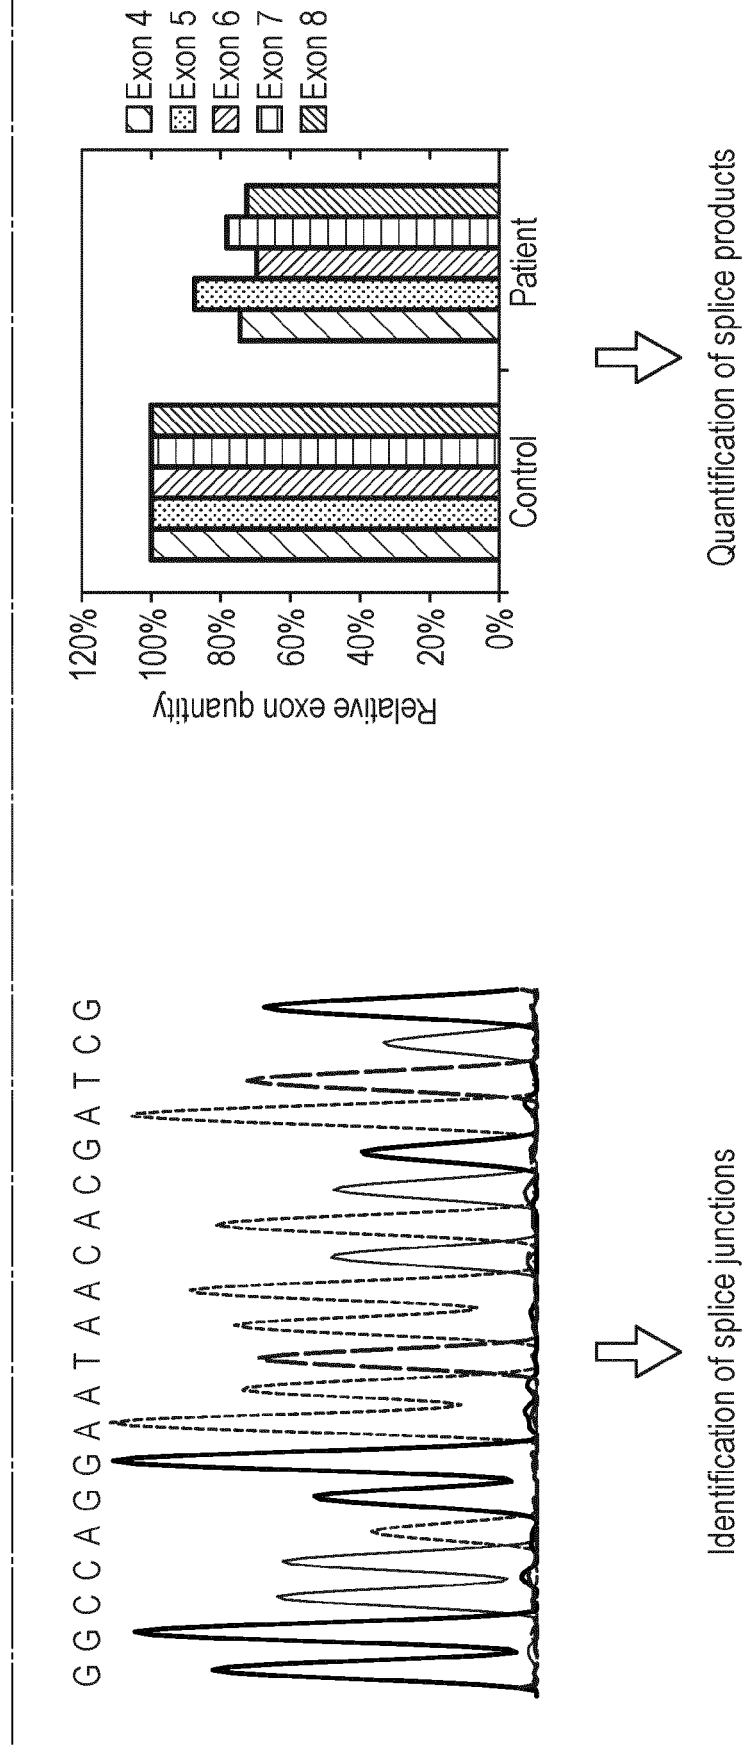 G G C C A G G A A T A A C A C G A T C G
Identification of splice junctions
Relative exon quantity
120%
100%
80%
60%
40%
20%
0%
Control
Patient
Exon 4
Exon 5
Exon 6
Exon 7
Exon 8
Quantification of splice products